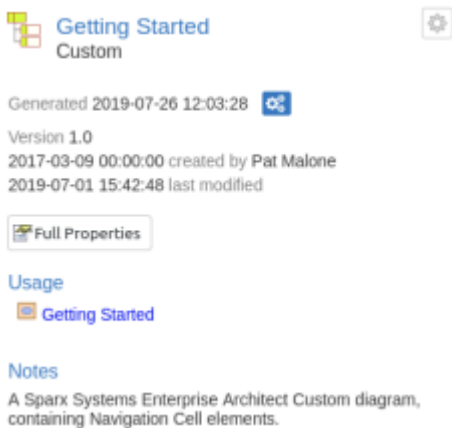 Getting Started
Custom
Generated 2019-07-26 12:03:28
Version 1.0
2017-03-09 00:00:00 created by Pat Malone
2019-07-01 15:42:48 last modified
Full Properties
Usage
Getting Started
Notes
A Sparx Systems Enterprise Architect Custom diagram,
containing Navigation Cell elements.